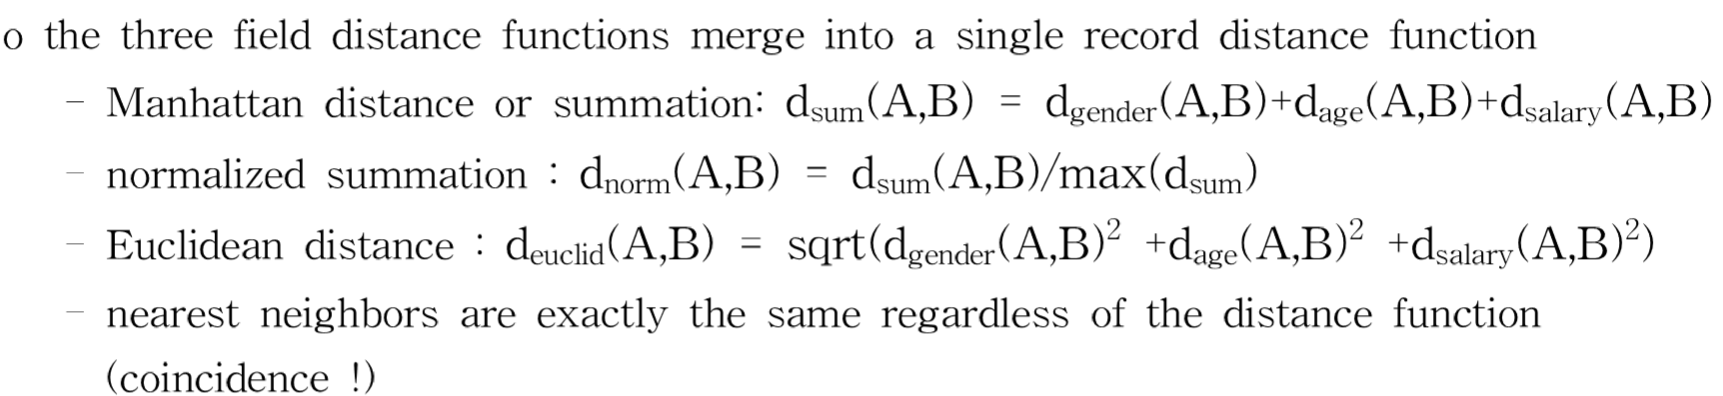 o the three field distance functions merge into a single record distance function
- Manhattan distance or summation: dsum(A,B) = dgender(A,B)+dage(A,B)+dsalary(A,B)
- normalized summation : dnorm(A,B) = dsum(A,B)/max(dsum)
- Euclidean distance : deuclid(A,B) = sqrt(dgender(A,B)² +dage(A,B)² +dsalary(A,B)²)
- nearest neighbors are exactly the same regardless of the distance function
(coincidence !)